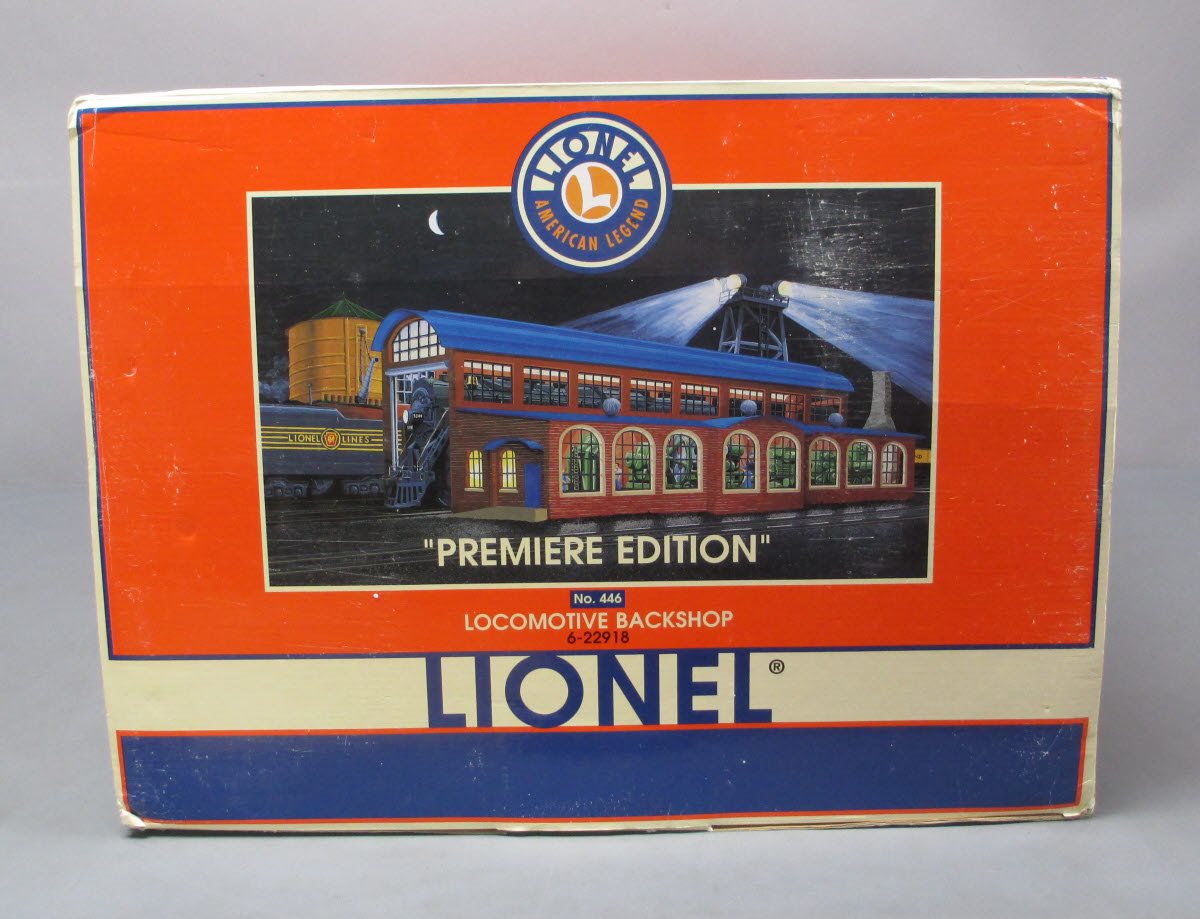 LIONEL
L
AMERICAN LEGEND
LIONEL LINES
"PREMIERE EDITION"
No. 446
LOCOMOTIVE BACKSHOP
6-22918
LIONEL®